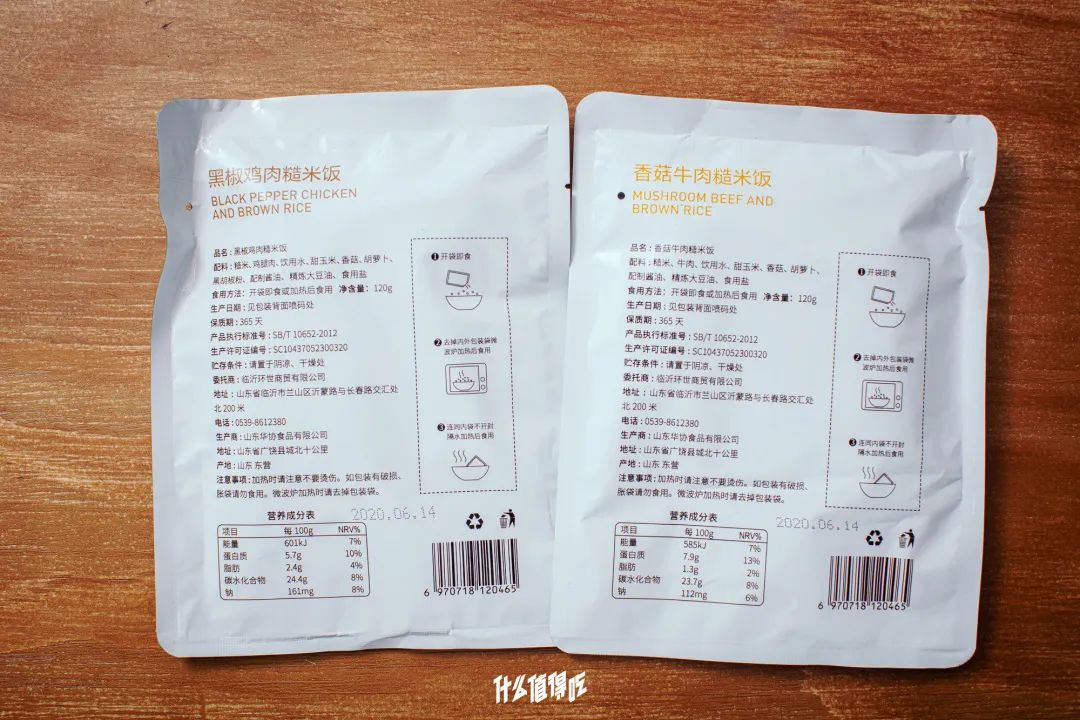 黑椒鸡肉糙米饭
BLACK PEPPER CHICKEN
AND BROWN RICE
品名：黑椒鸡肉糙米饭
配料：糙米、鸡腿肉、饮用水、甜玉米、香菇、胡萝卜、
黑胡椒粉、配制酱油、精炼大豆油、食用盐
食用方法：开袋即食或加热后食用 净含量：120g
生产日期：见包装背面喷码处
保质期：365 天
产品执行标准号：SB/T 10652-2012
生产许可证编号：SC10437052300320
贮存条件：请置于阴凉、干燥处
委托商：临沂环世商贸有限公司
地址：山东省临沂市兰山区沂蒙路与长春路交汇处
北 200 米
电话：0539-8612380
生产商：山东华协食品有限公司
地址：山东省广饶县城北十公里
产地：山东 东营
注意事项：加热时请注意不要烫伤。如包装有破损、
胀袋请勿食用。微波炉加热时请去掉包装袋。
❶ 开袋即食
❷ 去掉内外包装袋微
波炉加热后食用
❸ 连同内袋不开封
隔水加热后食用
营养成分表
2020.06.14
项目 每 100g NRV%
能量 601kJ 7%
蛋白质 5.7g 10%
脂肪 2.4g 4%
碳水化合物 24.4g 8%
钠 161mg 8%
6 970718 120465
香菇牛肉糙米饭
MUSHROOM BEEF AND
BROWN RICE
品名：香菇牛肉糙米饭
配料：糙米、牛肉、饮用水、甜玉米、香菇、胡萝卜、
配制酱油、精炼大豆油、食用盐
食用方法：开袋即食或加热后食用 净含量：120g
生产日期：见包装背面喷码处
保质期：365 天
产品执行标准号：SB/T 10652-2012
生产许可证编号：SC10437052300320
贮存条件：请置于阴凉、干燥处
委托商：临沂环世商贸有限公司
地址：山东省临沂市兰山区沂蒙路与长春路交汇处
北 200 米
电话：0539-8612380
生产商：山东华协食品有限公司
地址：山东省广饶县城北十公里
产地：山东 东营
注意事项：加热时请注意不要烫伤。如包装有破损、
胀袋请勿食用。微波炉加热时请去掉包装袋。
❶ 开袋即食
❷ 去掉内外包装袋微
波炉加热后食用
❸ 连同内袋不开封
隔水加热后食用
营养成分表
2020.06.14
项目 每 100g NRV%
能量 585kJ 7%
蛋白质 7.9g 13%
脂肪 1.3g 2%
碳水化合物 23.7g 8%
钠 112mg 6%
6 970718 120465
什么值得吃